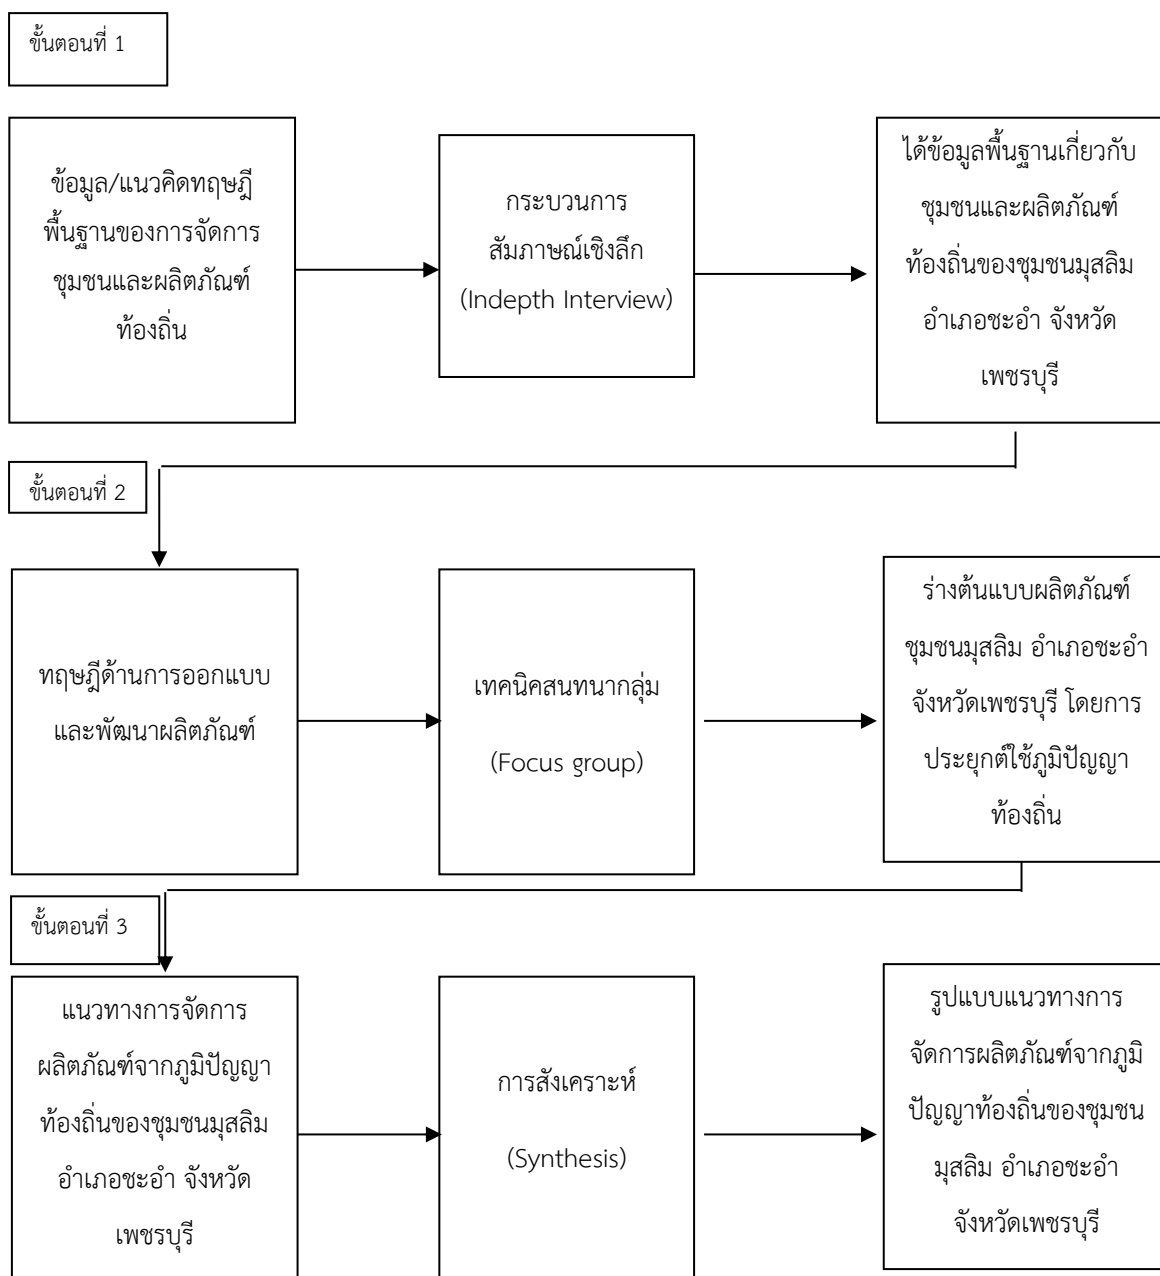 ขั้นตอนที่ 1
ข้อมูล/แนวคิดทฤษฎี
พื้นฐานของการจัดการ
ชุมชนและผลิตภัณฑ์
ท้องถิ่น
กระบวนการ
สัมภาษณ์เชิงลึก
(Indepth Interview)
ได้ข้อมูลพื้นฐานเกี่ยวกับ
ชุมชนและผลิตภัณฑ์
ท้องถิ่นของชุมชนมุสลิม
อำเภอชะอำ จังหวัด
เพชรบุรี
ขั้นตอนที่ 2
ทฤษฎีด้านการออกแบบ
และพัฒนาผลิตภัณฑ์
เทคนิคสนทนากลุ่ม
(Focus group)
ร่างต้นแบบผลิตภัณฑ์
ชุมชนมุสลิม อำเภอชะอำ
จังหวัดเพชรบุรี โดยการ
ประยุกต์ใช้ภูมิปัญญา
ท้องถิ่น
ขั้นตอนที่ 3
แนวทางการจัดการ
ผลิตภัณฑ์จากภูมิปัญญา
ท้องถิ่นของชุมชนมุสลิม
อำเภอชะอำ จังหวัด
เพชรบุรี
การสังเคราะห์
(Synthesis)
รูปแบบแนวทางการ
จัดการผลิตภัณฑ์จากภูมิ
ปัญญาท้องถิ่นของชุมชน
มุสลิม อำเภอชะอำ
จังหวัดเพชรบุรี